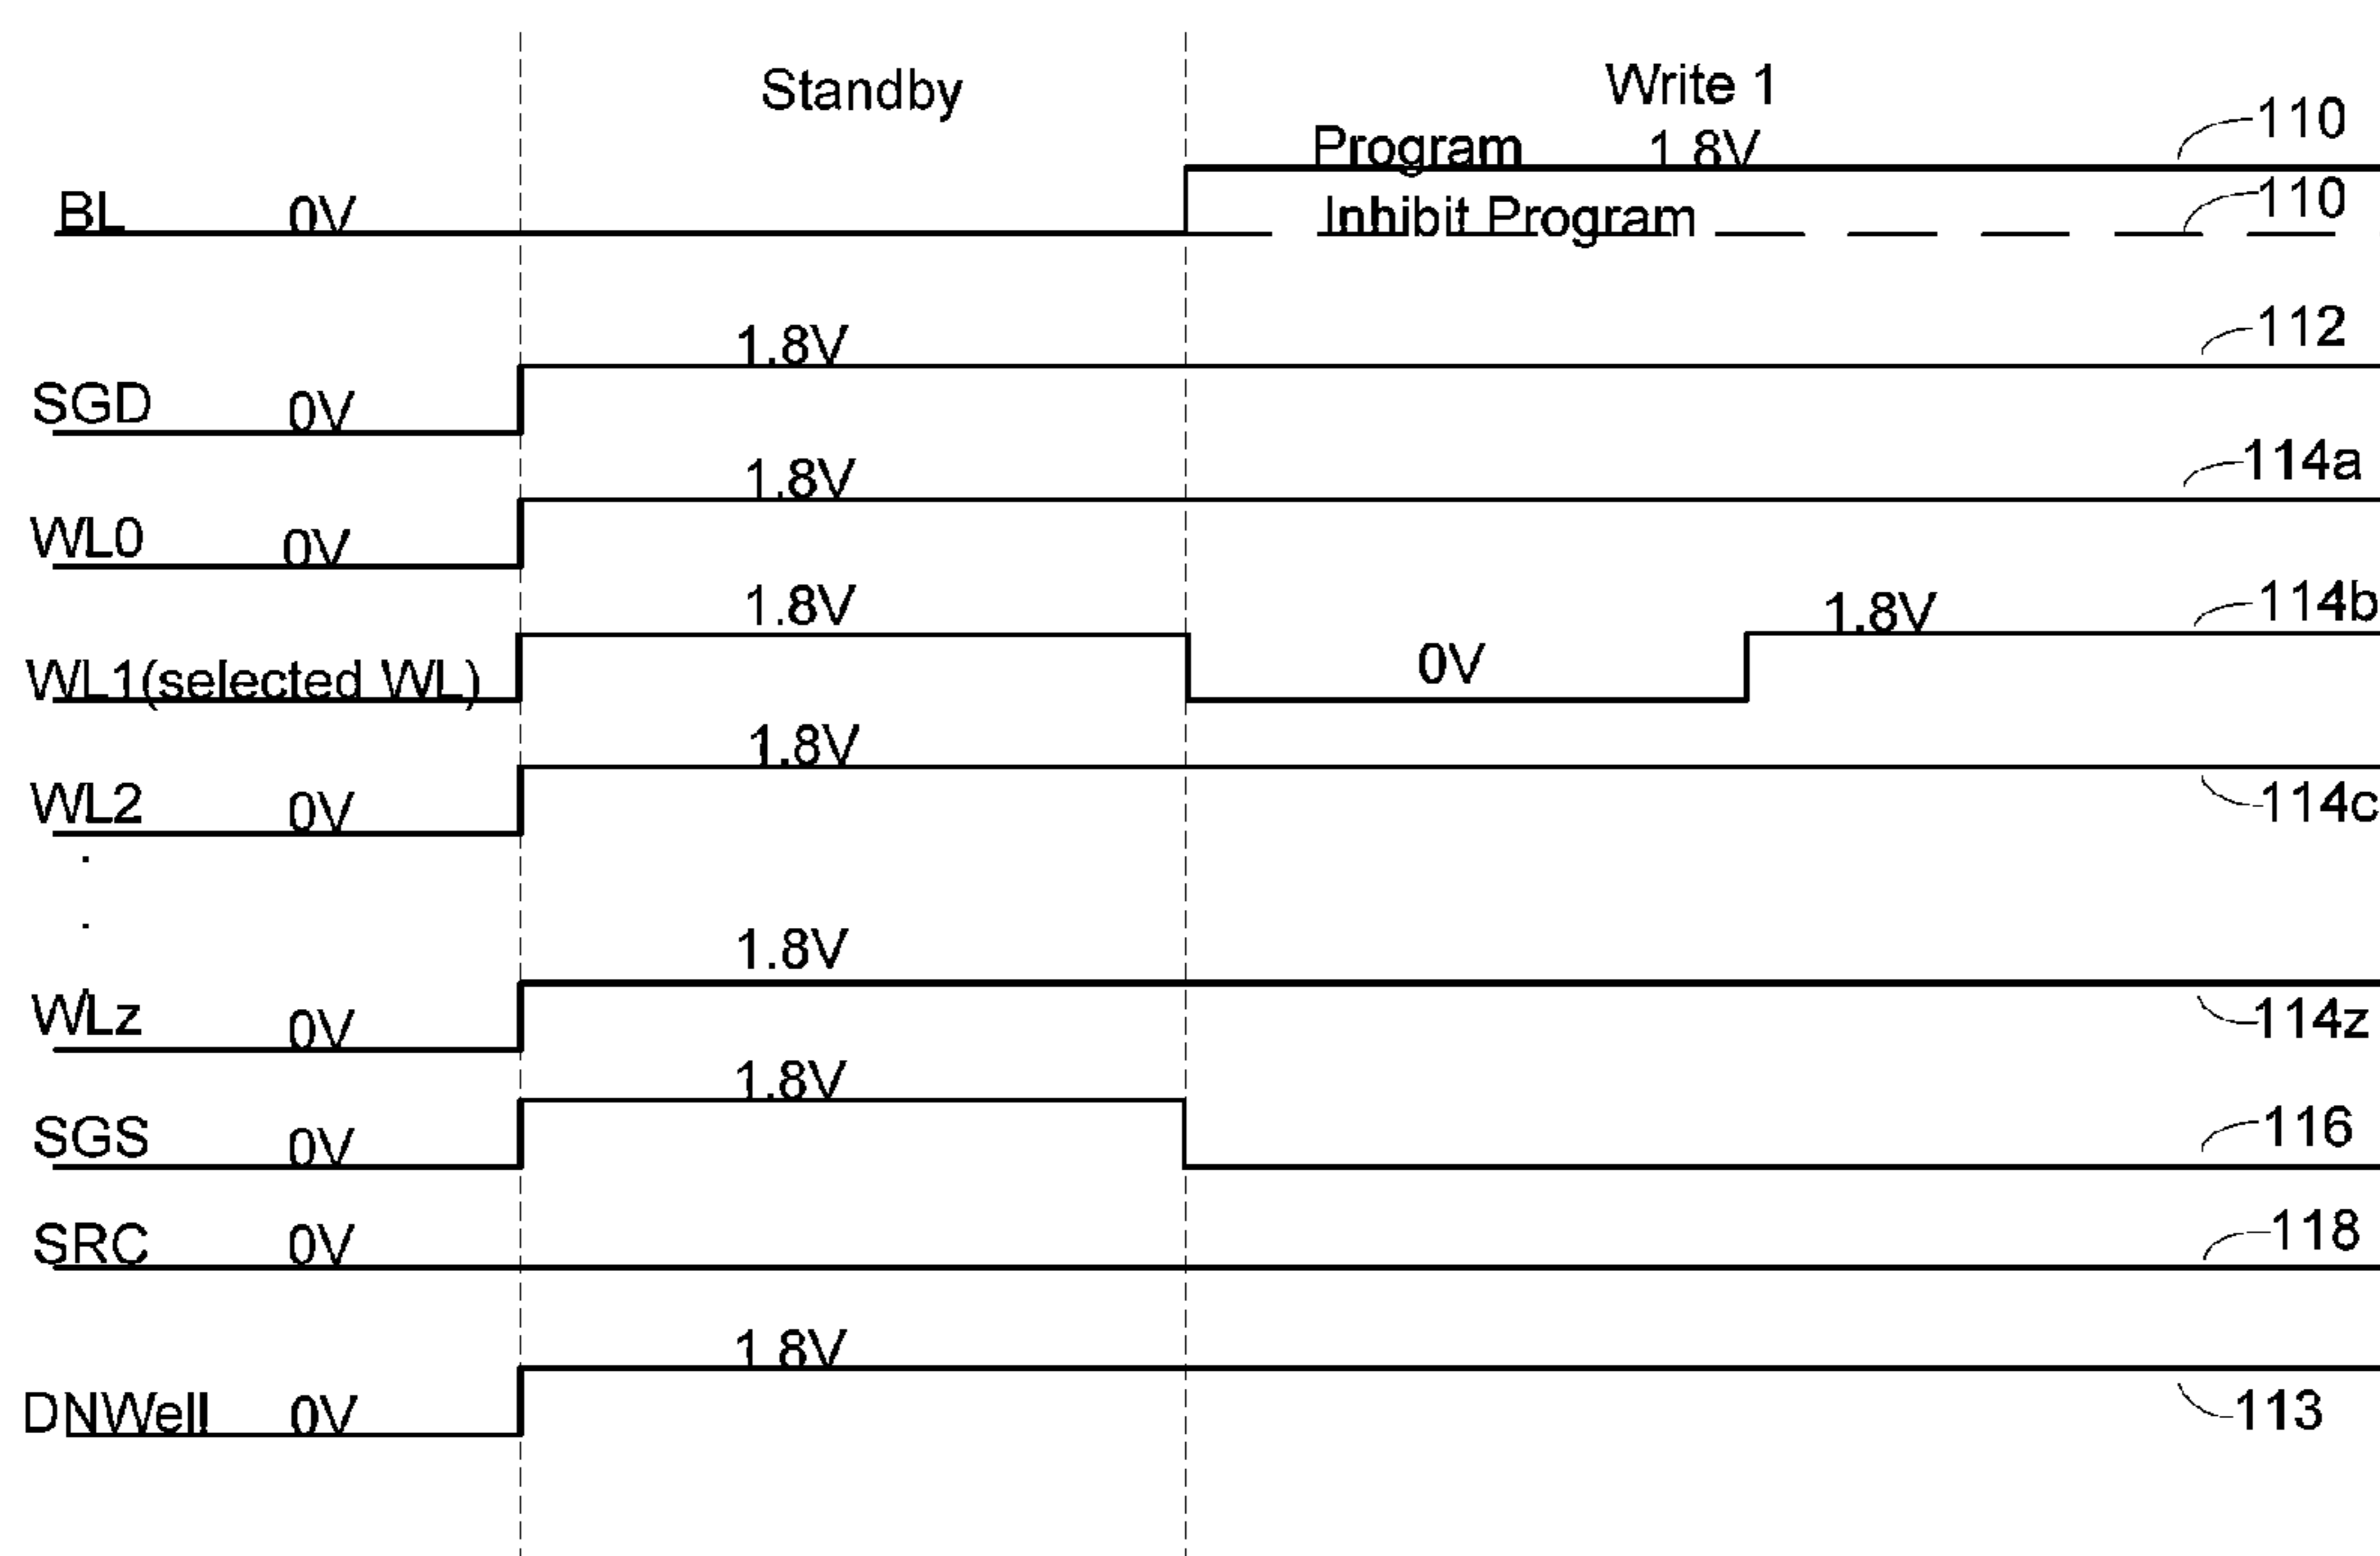 Standby Write 1
Program 1.8V 110
BL 0V Inhibit Program 110
1.8V 112
SGD 0V
1.8V 114a
WL0 0V
1.8V 1.8V 114b
WL1(selected WL) 0V
1.8V
WL2 0V 114c
.
.
1.8V
WLz 0V 114z
1.8V
SGS 0V 116
SRC 0V 118
1.8V
DNWell 0V 113